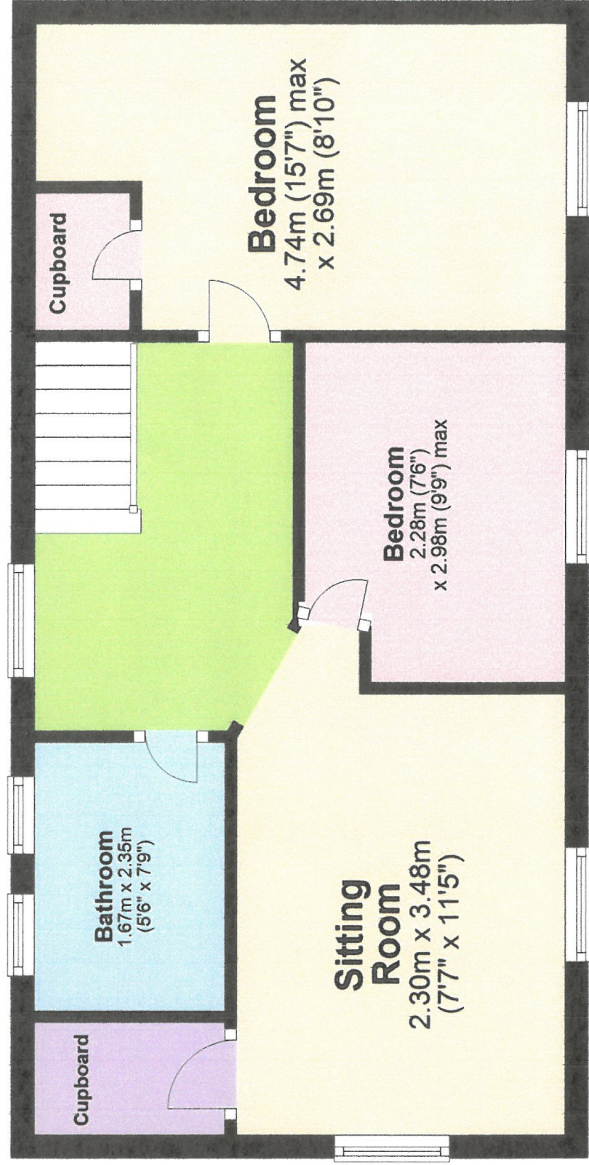 Cupboard
Bedroom
4.74m (15'7") max
x 2.69m (8'10")
Bedroom
2.28m (7'6")
x 2.98m (9'9") max
Bathroom
1.67m x 2.35m
(5'6" x 7'9")
Cupboard
Sitting
Room
2.30m x 3.48m
(7'7" x 11'5")